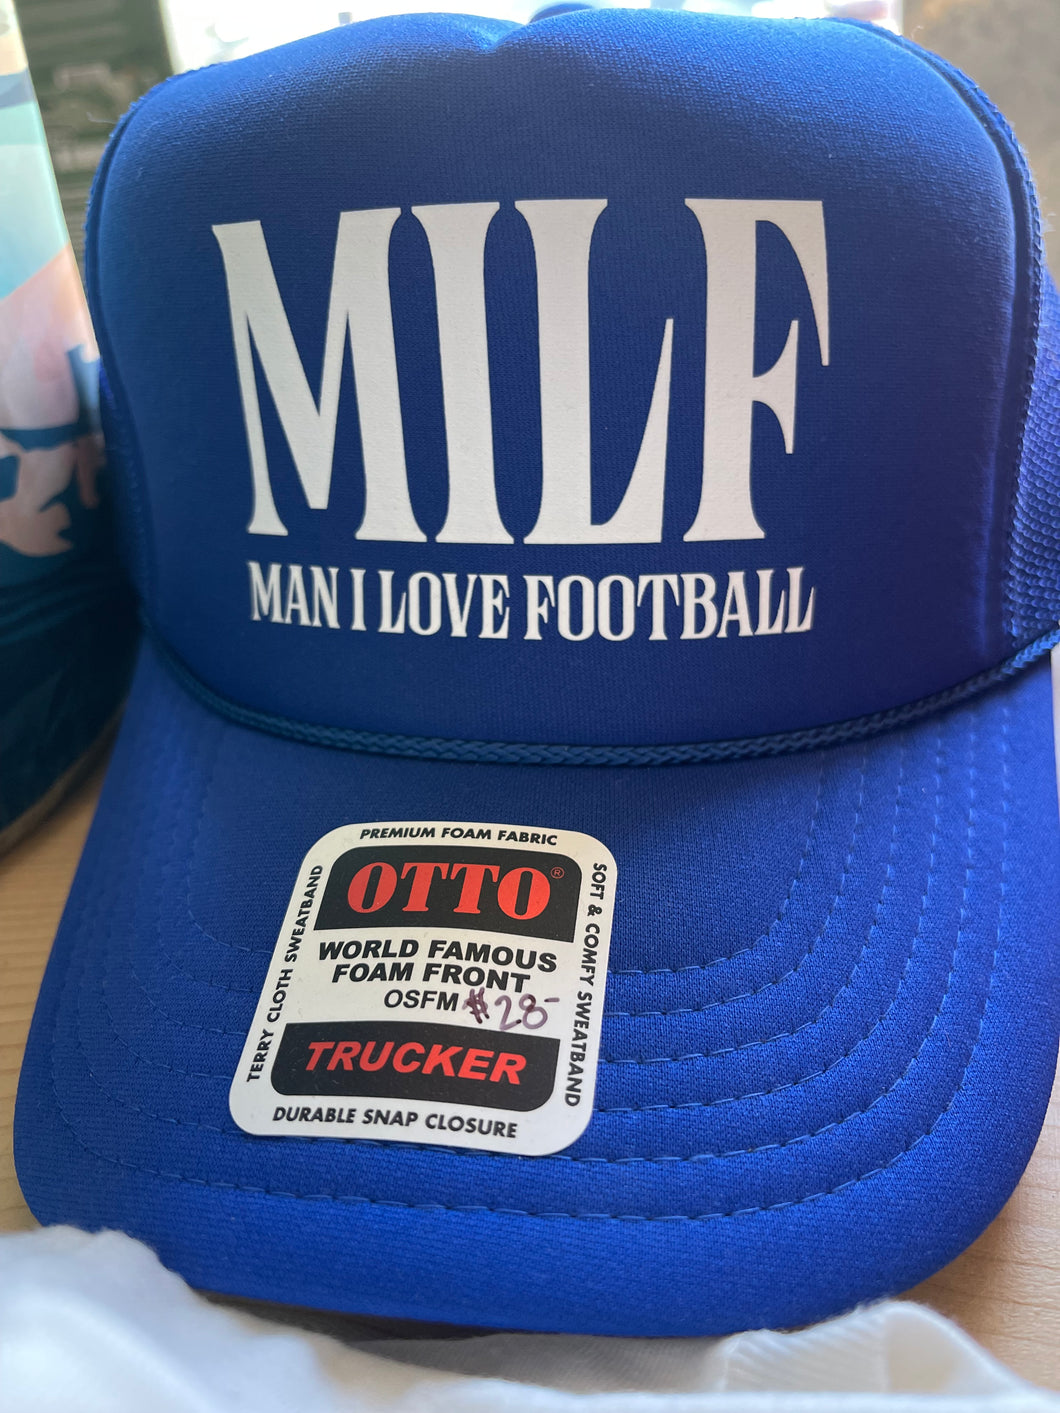 MILF
MAN I LOVE FOOTBALL
PREMIUM FOAM FABRIC
OTTO®
WORLD FAMOUS
FOAM FRONT
OSFM $28-
TRUCKER
DURABLE SNAP CLOSURE
TERRY CLOTH SWEATBAND
SOFT & COMFY SWEATBAND